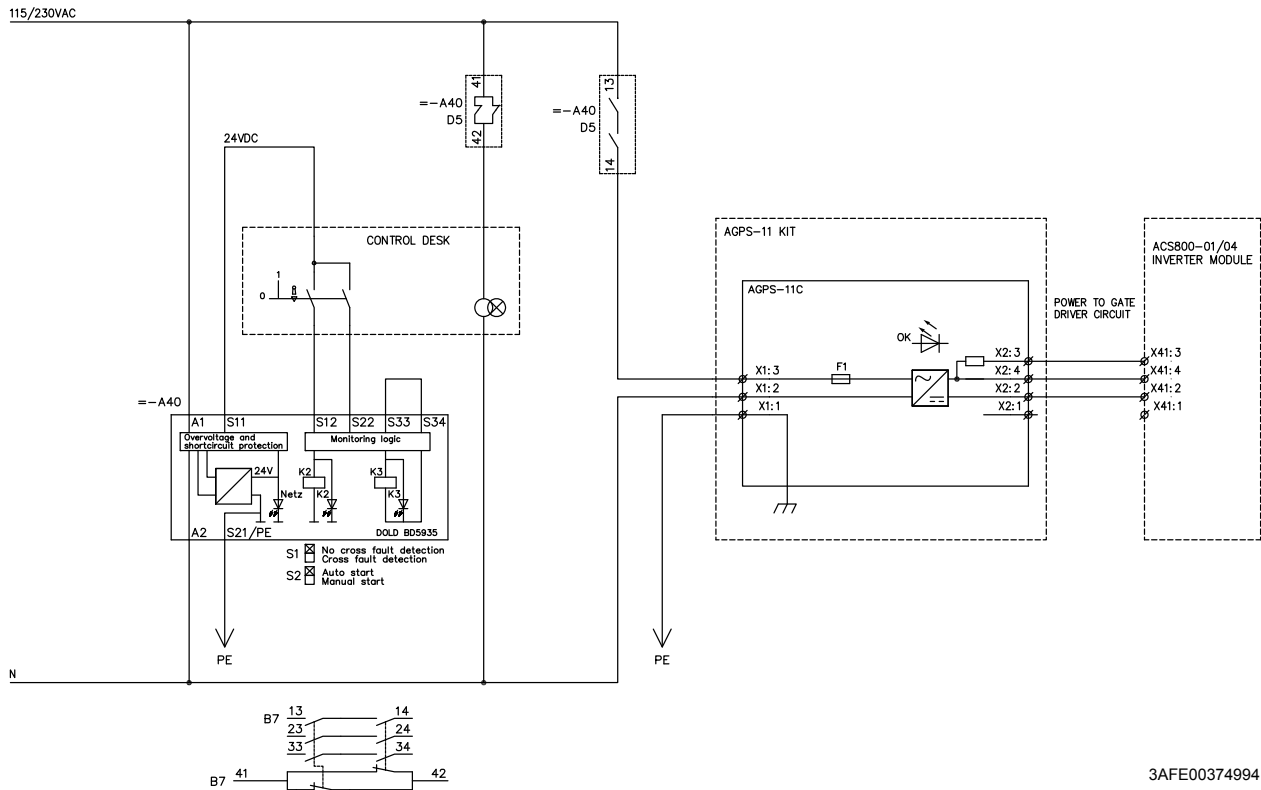 115/230VAC
41
=-A40
D5
42
13
=-A40
D5
14
24VDC
CONTROL DESK
1
0
AGPS-11 KIT
AGPS-11C
OK
F1
X1:3
X1:2
X1:1
X2:3
X2:4
X2:2
X2:1
POWER TO GATE
DRIVER CIRCUIT
ACS800-01/04
INVERTER MODULE
X41:3
X41:4
X41:2
X41:1
=-A40
A1 S11 S12 S22 S33 S34
Overvoltage and
shortcircuit protection
Monitoring logic
24V
Netz
K2
K2
K3
K3
A2 S21/PE
DOLD BD5935
S1 No cross fault detection
Cross fault detection
S2 Auto start
Manual start
PE
PE
N
B7 13 14
23 24
33 34
B7 41 42
3AFE00374994